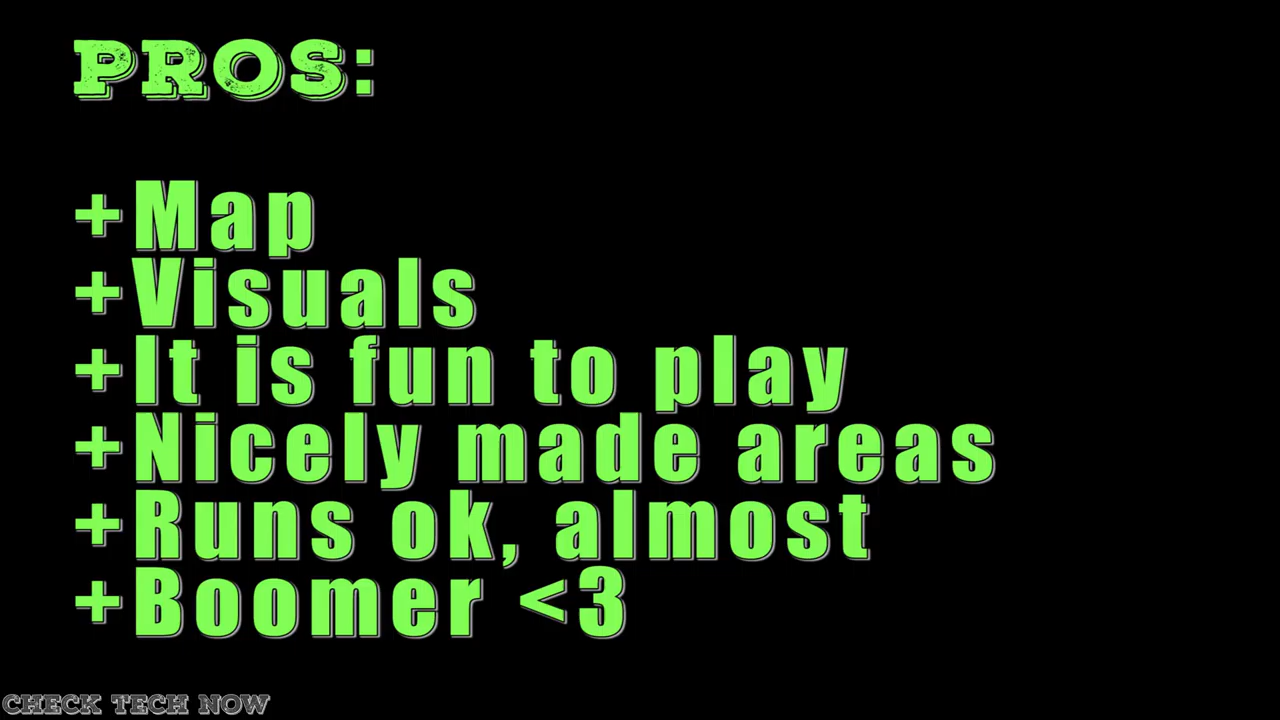 PROS:
+Map
+Visuals
+It is fun to play
+Nicely made areas
+Runs ok, almost
+Boomer <3
CHECK TECH NOW